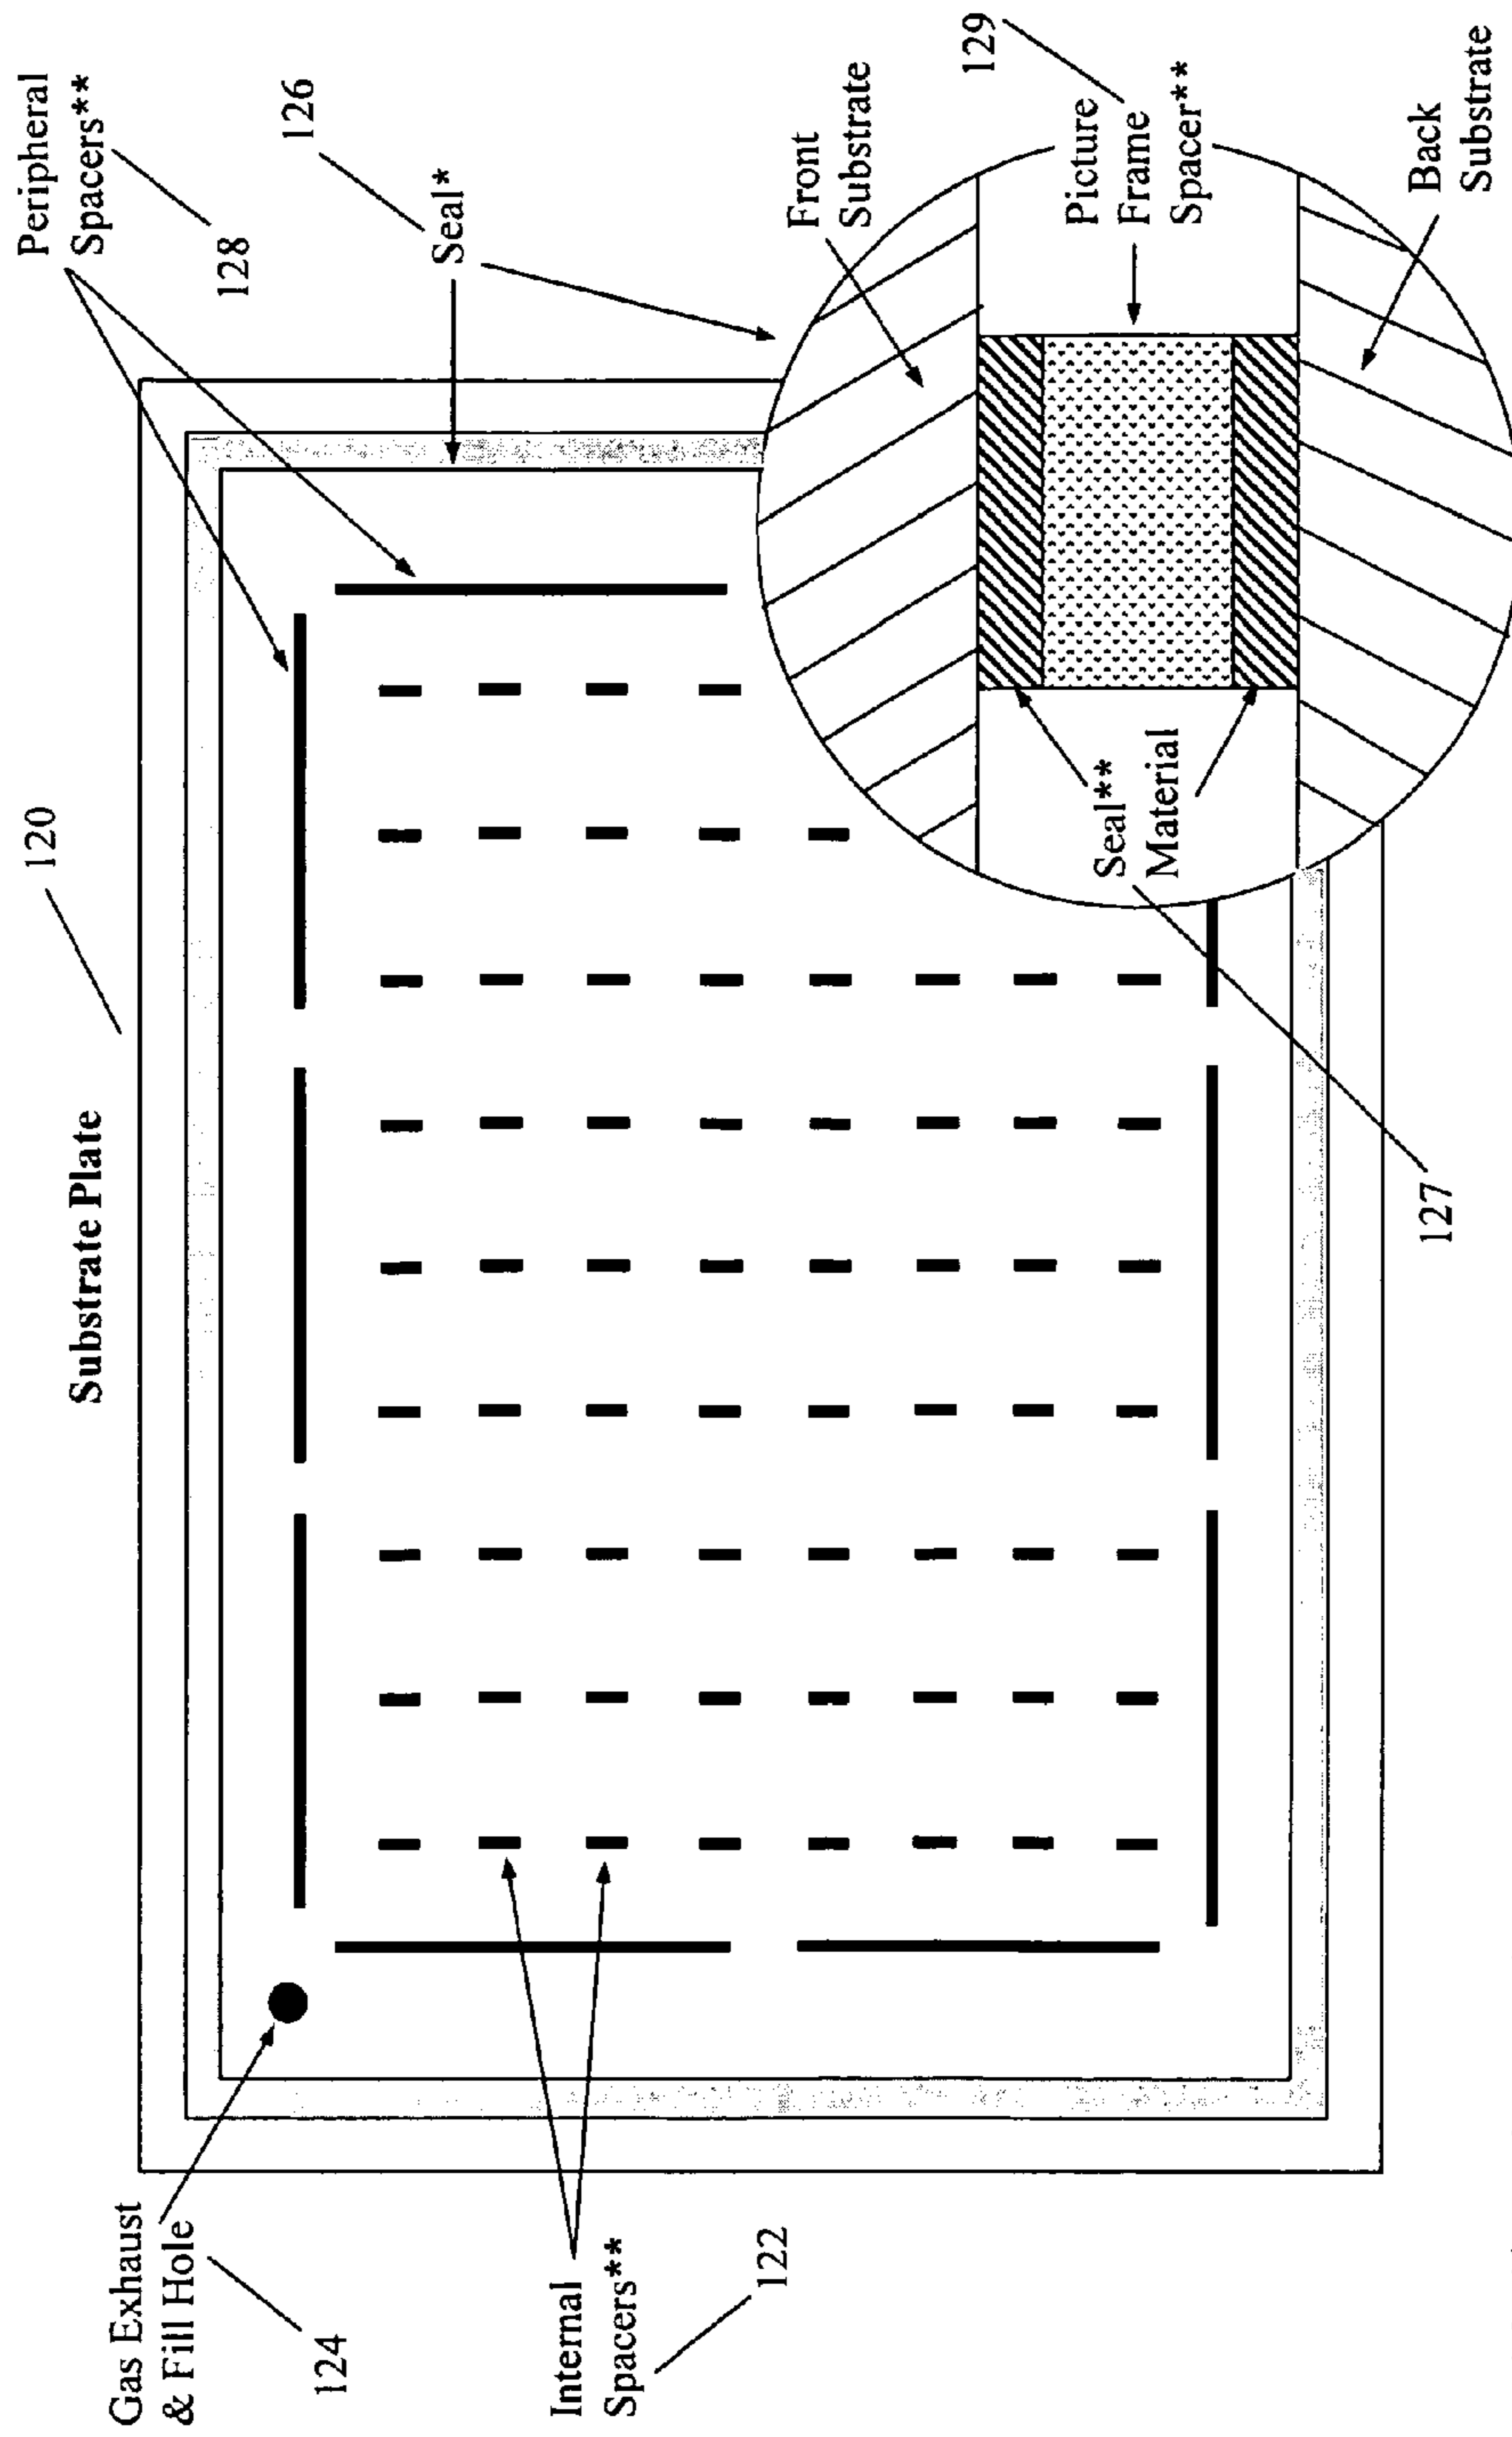 Substrate Plate
120
Gas Exhaust
& Fill Hole
124
Internal
Spacers**
122
Peripheral
Spacers**
128
126
Seal*
Front
Substrate
129
Picture
Frame
Spacer**
Seal**
Material
127
Back
Substrate